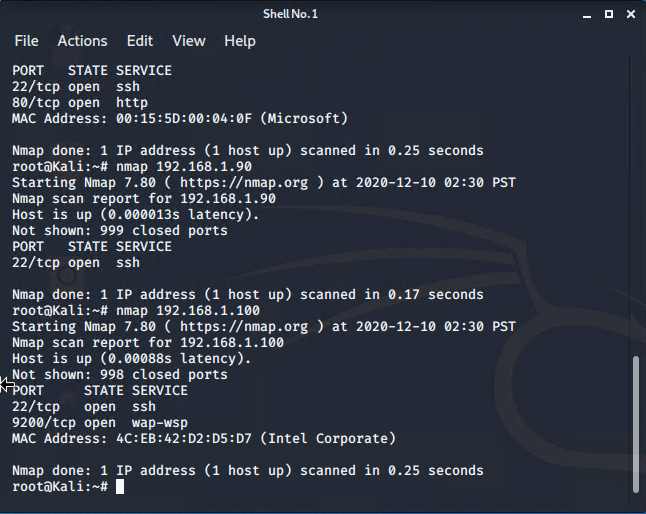 Shell No. 1
File Actions Edit View Help
PORT   STATE SERVICE
22/tcp open  ssh
80/tcp open  http
MAC Address: 00:15:5D:00:04:0F (Microsoft)
Nmap done: 1 IP address (1 host up) scanned in 0.25 seconds
root@Kali:~# nmap 192.168.1.90
Starting Nmap 7.80 ( https://nmap.org ) at 2020-12-10 02:30 PST
Nmap scan report for 192.168.1.90
Host is up (0.000013s latency).
Not shown: 999 closed ports
PORT   STATE SERVICE
22/tcp open  ssh
Nmap done: 1 IP address (1 host up) scanned in 0.17 seconds
root@Kali:~# nmap 192.168.1.100
Starting Nmap 7.80 ( https://nmap.org ) at 2020-12-10 02:30 PST
Nmap scan report for 192.168.1.100
Host is up (0.00088s latency).
Not shown: 998 closed ports
PORT     STATE SERVICE
22/tcp   open  ssh
9200/tcp open  wap-wsp
MAC Address: 4C:EB:42:D2:D5:D7 (Intel Corporate)
Nmap done: 1 IP address (1 host up) scanned in 0.25 seconds
root@Kali:~#